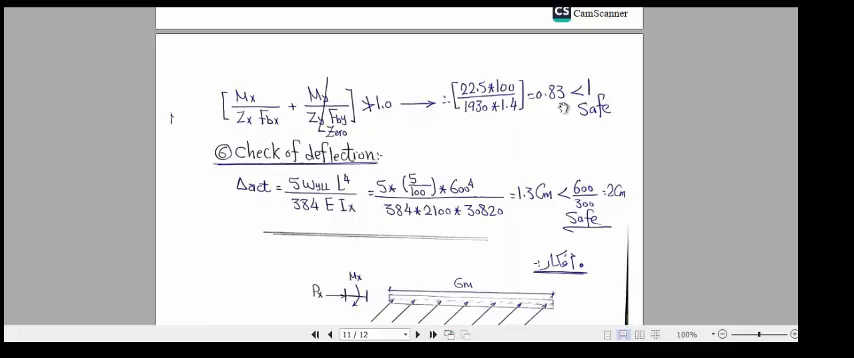 CS CamScanner
[Mx/(Zx Fbx) + My/(Zy Fby)] *1.0 → ∴ [22.5*100/(1930*1.4)] = 0.83 < 1
Zero
Safe
⑥ Check of deflection:-
Δact = 5 WyLL L⁴/(384 E Ix) = 5*(5/100)*600⁴/(384*2100*30820) = 1.3 Cm < 600/300 = 2Cm
Safe
أفكار:-
Mx
6m
Px
11 / 12
100%